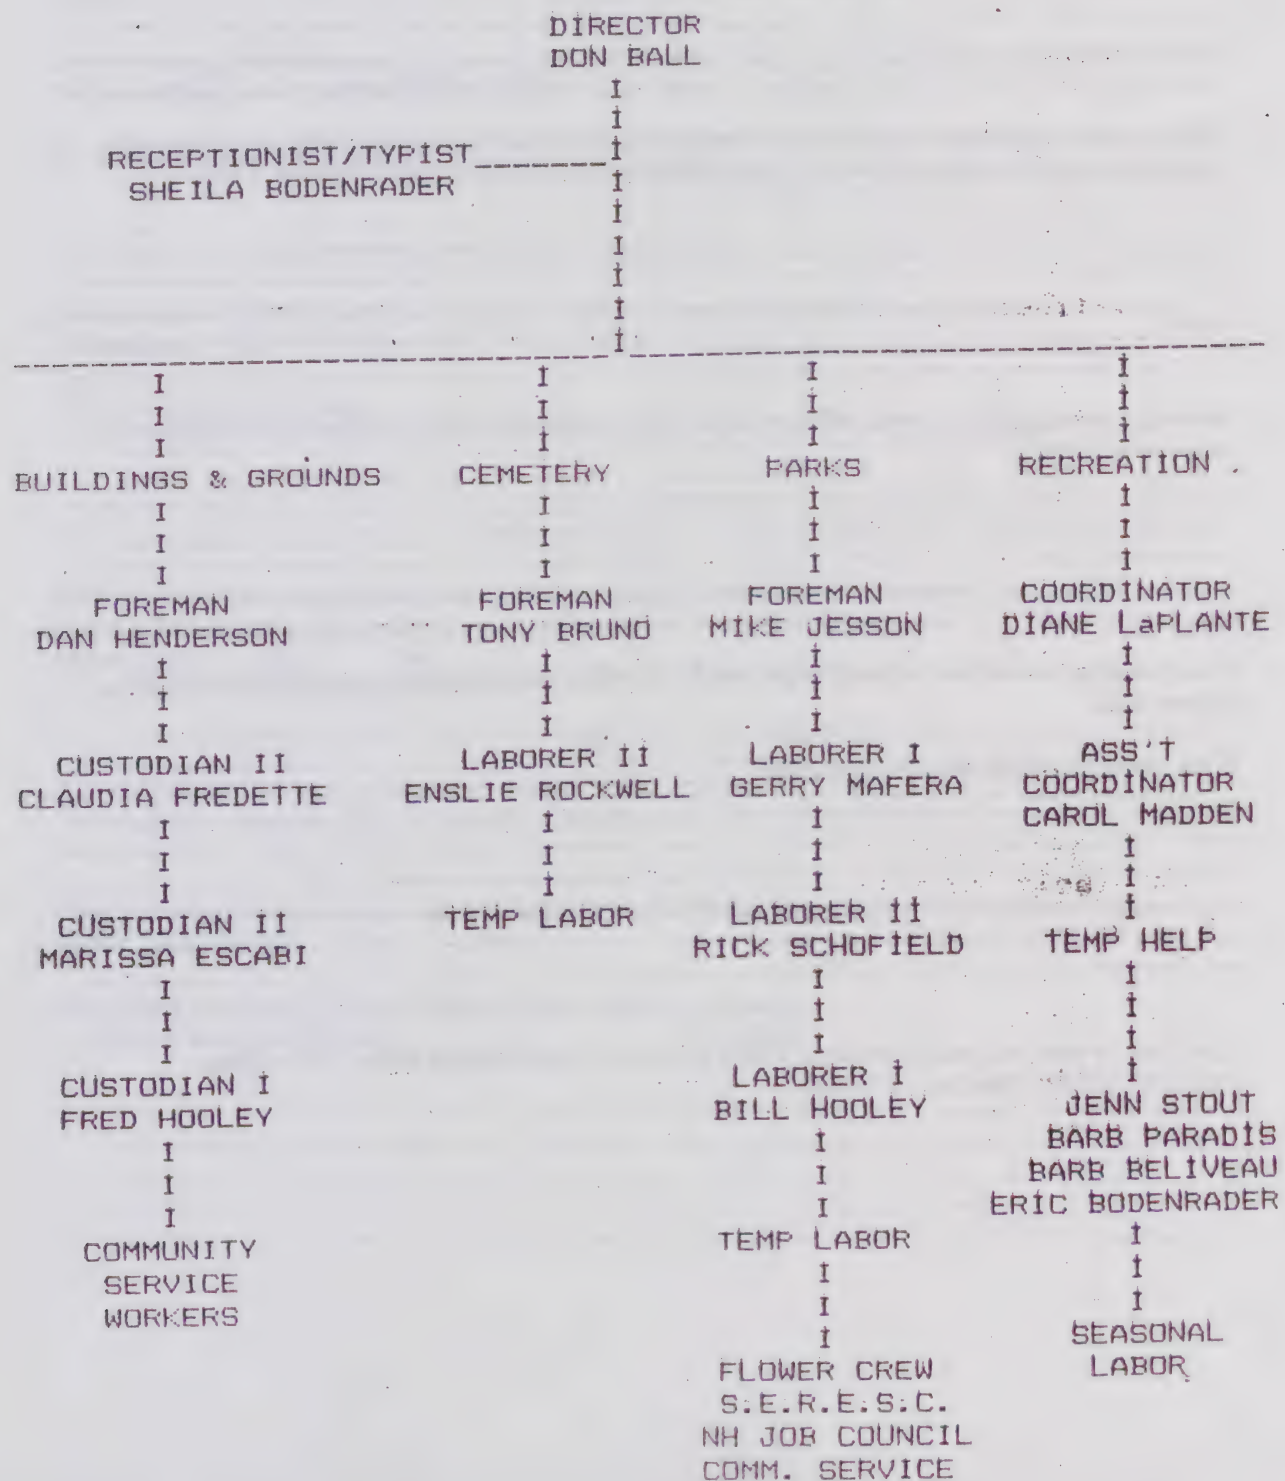 DIRECTOR
DON BALL
RECEPTIONIST/TYPIST
SHEILA BODENRADER
BUILDINGS & GROUNDS
FOREMAN
DAN HENDERSON
CUSTODIAN II
CLAUDIA FREDETTE
CUSTODIAN II
MARISSA ESCABI
CUSTODIAN I
FRED HOOLEY
COMMUNITY
SERVICE
WORKERS
CEMETERY
FOREMAN
TONY BRUNO
LABORER II
ENSLIE ROCKWELL
TEMP LABOR
PARKS
FOREMAN
MIKE JESSON
LABORER I
GERRY MAFERA
LABORER II
RICK SCHOFIELD
LABORER I
BILL HOOLEY
TEMP LABOR
FLOWER CREW
S.E.R.E.S.C.
NH JOB COUNCIL
COMM. SERVICE
RECREATION
COORDINATOR
DIANE LaPLANTE
ASS'T
COORDINATOR
CAROL MADDEN
TEMP HELP
JENN STOUT
BARB PARADIS
BARB BELIVEAU
ERIC BODENRADER
SEASONAL
LABOR